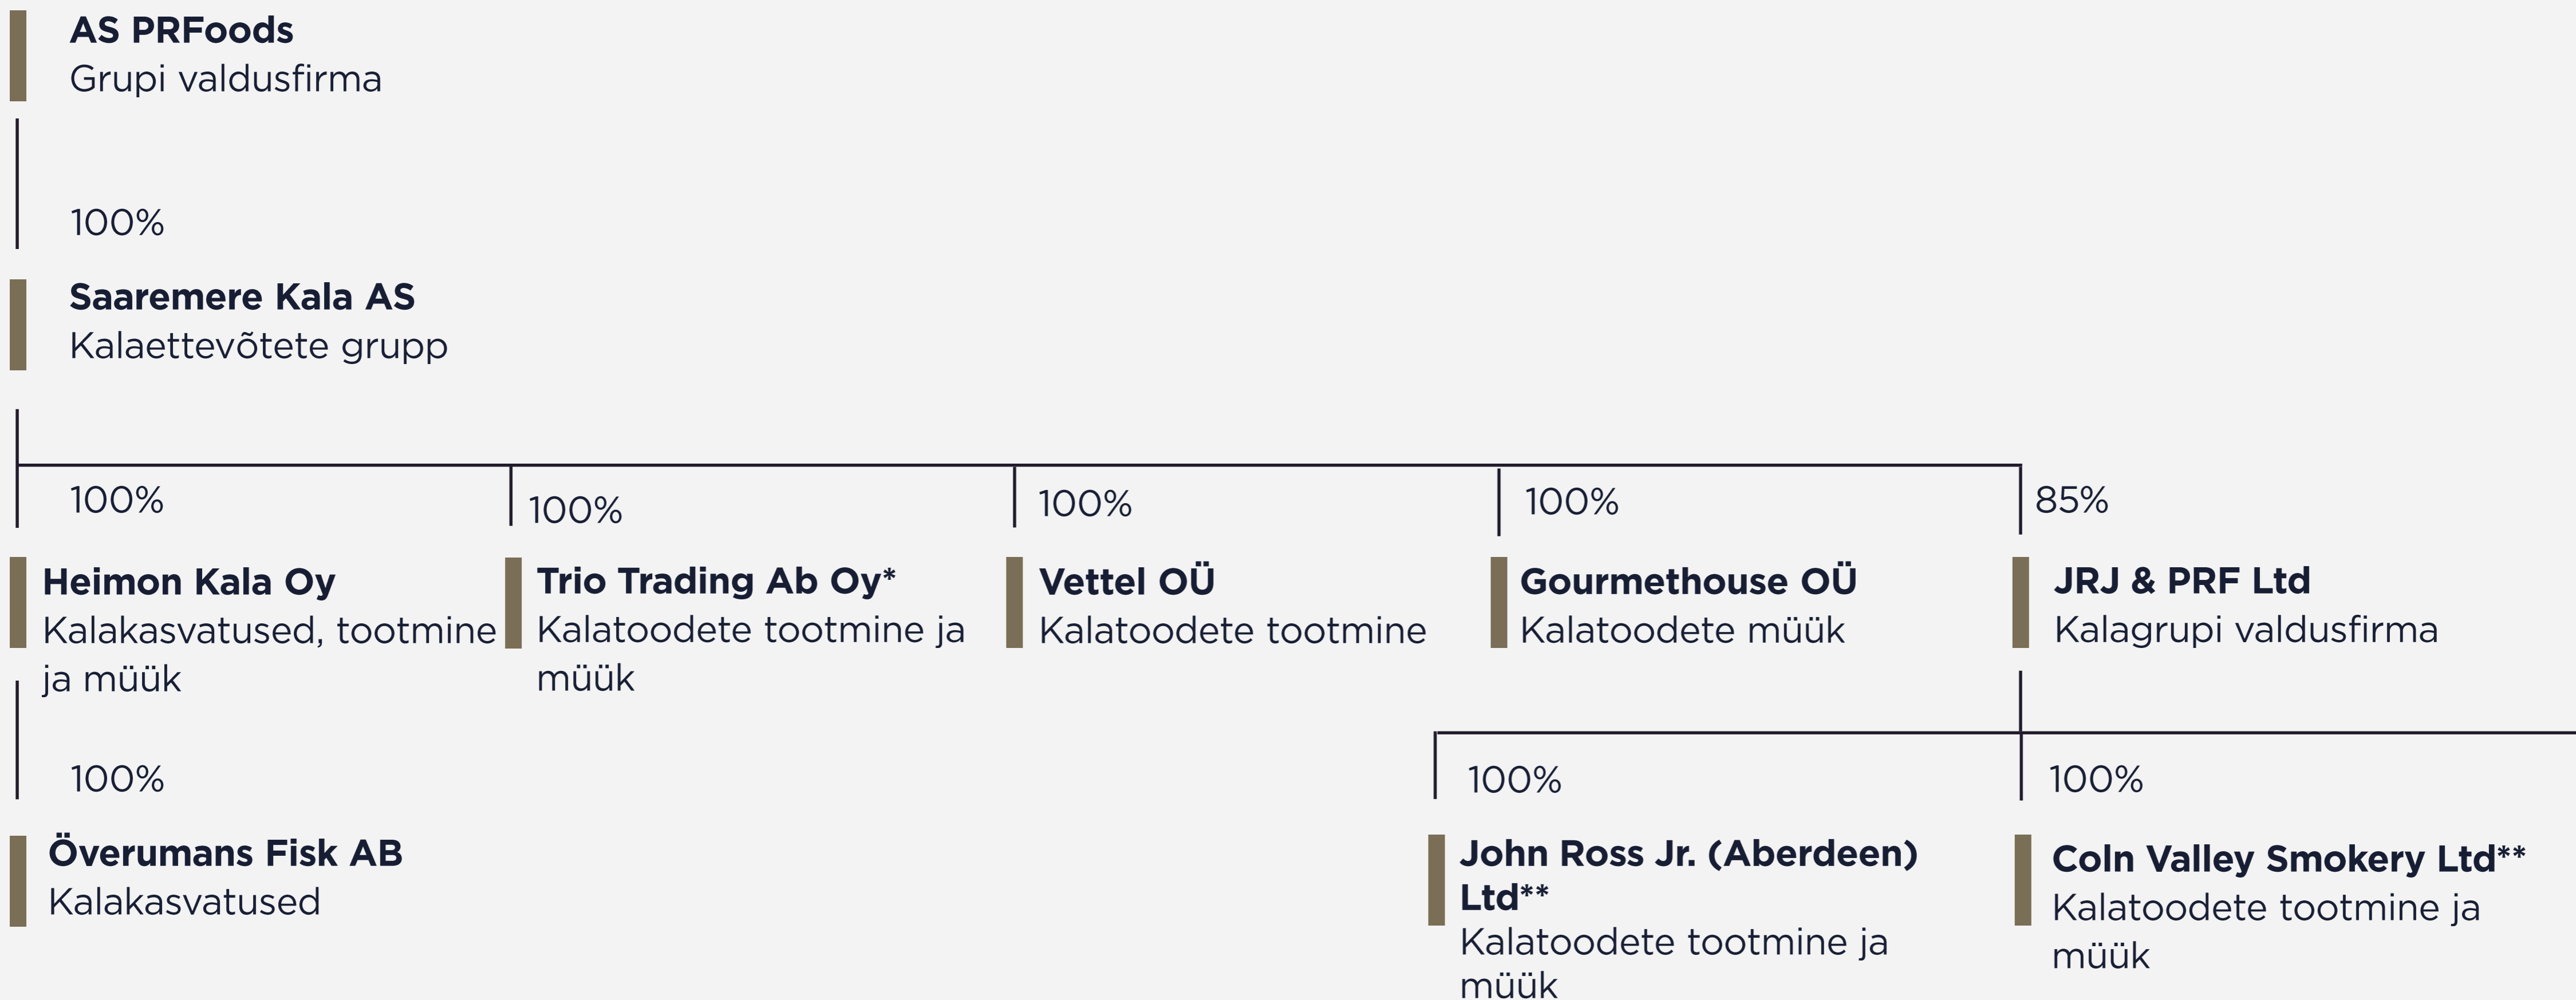 AS PRFoods
Grupi valdusfirma
100%
Saaremere Kala AS
Kalaettevõtete grupp
100%
100%
100%
100%
85%
Heimon Kala Oy
Kalakasvatused, tootmine
ja müük
Trio Trading Ab Oy*
Kalatoodete tootmine ja
müük
Vettel OÜ
Kalatoodete tootmine
Gourmethouse OÜ
Kalatoodete müük
JRJ & PRF Ltd
Kalagrupi valdusfirma
100%
100%
100%
Överumans Fisk AB
Kalakasvatused
John Ross Jr. (Aberdeen)
Ltd**
Kalatoodete tootmine ja
müük
Coln Valley Smokery Ltd**
Kalatoodete tootmine ja
müük